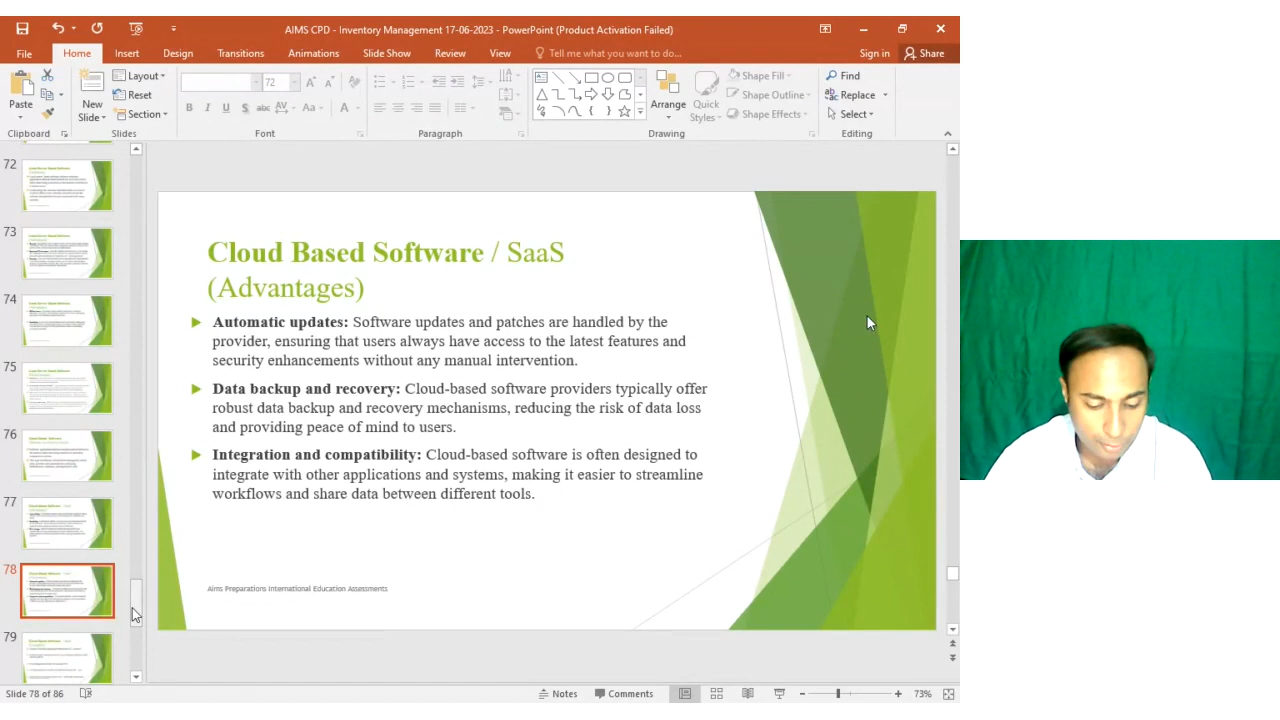 AIMS CPD - Inventory Management 17-06-2023 - PowerPoint (Product Activation Failed)
File Home Insert Design Transitions Animations Slide Show Review View Tell me what you want to do... Sign in Share
Paste
New
Slide
Layout
Reset
Section
72
Aa
A
Arrange
Quick
Styles
Shape Fill
Shape Outline
Shape Effects
Find
Replace
Select
Clipboard Slides Font Paragraph Drawing Editing
72
73
74
75
76
77
78
79
Cloud Based Software / SaaS
(Advantages)
Automatic updates: Software updates and patches are handled by the
provider, ensuring that users always have access to the latest features and
security enhancements without any manual intervention.
Data backup and recovery: Cloud-based software providers typically offer
robust data backup and recovery mechanisms, reducing the risk of data loss
and providing peace of mind to users.
Integration and compatibility: Cloud-based software is often designed to
integrate with other applications and systems, making it easier to streamline
workflows and share data between different tools.
Aims Preparations International Education Assessments
Slide 78 of 86 Notes Comments 73%